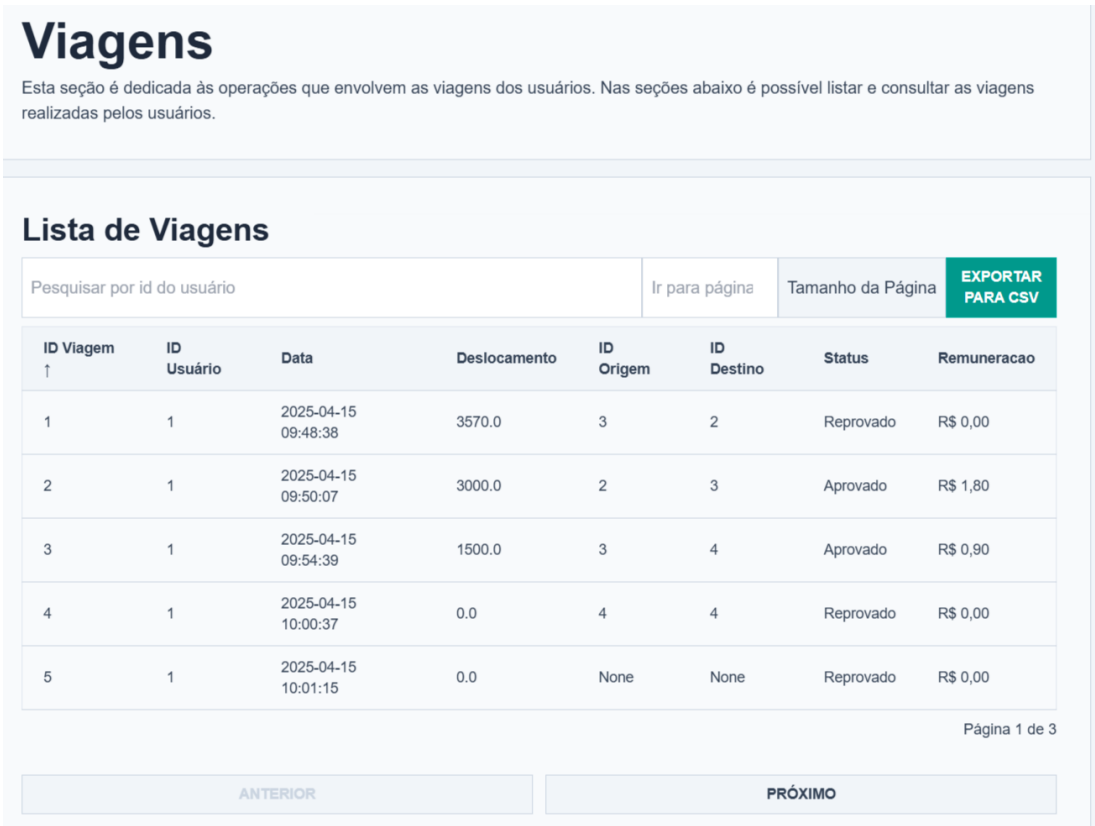 Viagens
Esta seção é dedicada às operações que envolvem as viagens dos usuários. Nas seções abaixo é possível listar e consultar as viagens
realizadas pelos usuários.
Lista de Viagens
Pesquisar por id do usuário Ir para página Tamanho da Página EXPORTAR
PARA CSV
ID Viagem ↑ ID Usuário Data Deslocamento ID Origem ID Destino Status Remuneracao
1 1 2025-04-15 09:48:38 3570.0 3 2 Reprovado R$ 0,00
2 1 2025-04-15 09:50:07 3000.0 2 3 Aprovado R$ 1,80
3 1 2025-04-15 09:54:39 1500.0 3 4 Aprovado R$ 0,90
4 1 2025-04-15 10:00:37 0.0 4 4 Reprovado R$ 0,00
5 1 2025-04-15 10:01:15 0.0 None None Reprovado R$ 0,00
Página 1 de 3
ANTERIOR PRÓXIMO